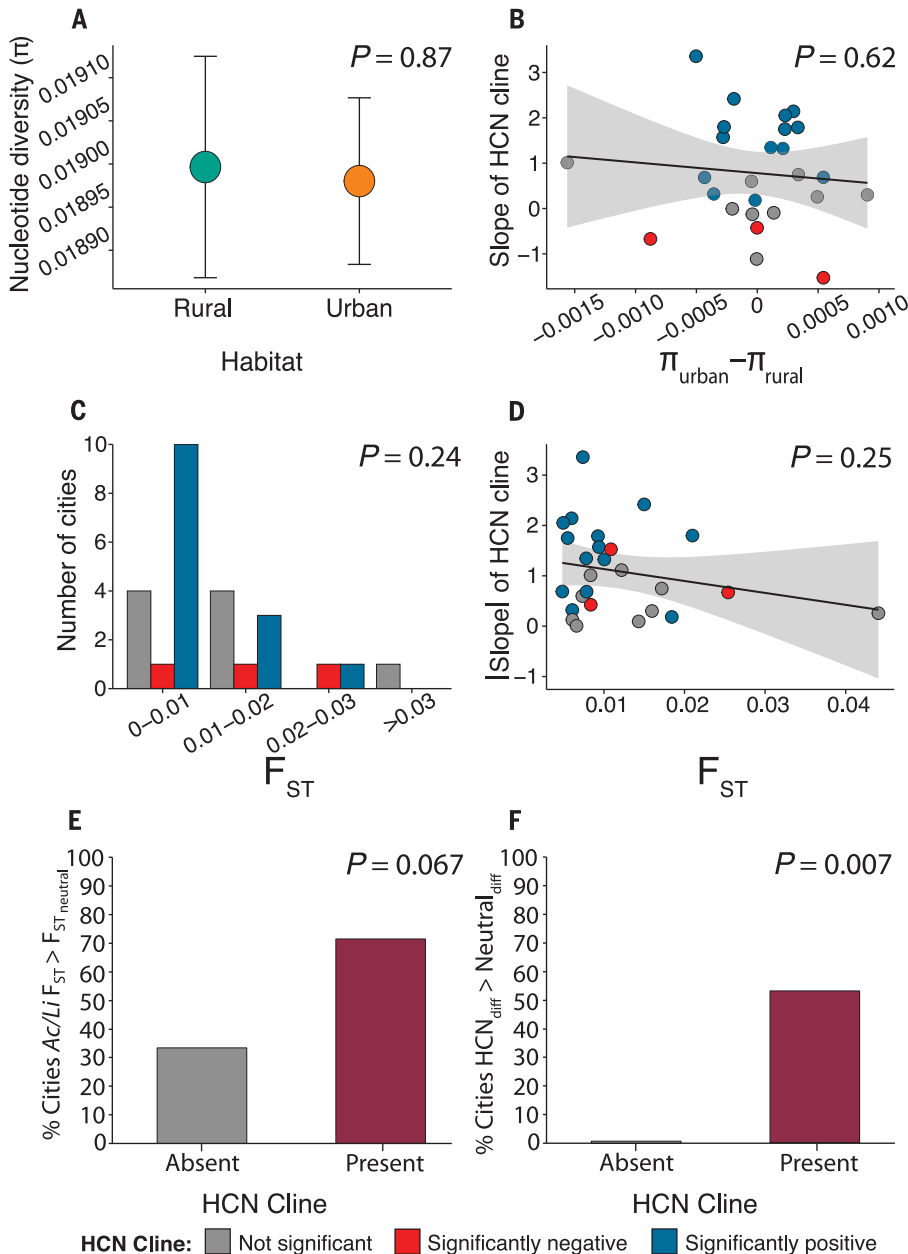 A
P = 0.87
Nucleotide diversity (π)
0.01910
0.01905
0.01900
0.01895
0.01890
Rural
Urban
Habitat
B
P = 0.62
Slope of HCN cline
3
2
1
0
−1
−0.0015
−0.0010
−0.0005
0
0.0005
0.0010
πurban−πrural
C
P = 0.24
Number of cities
10
8
6
4
2
0
0−0.01
0.01−0.02
0.02−0.03
>0.03
FST
D
P = 0.25
|Slope| of HCN cline
3
2
1
0
−1
0.01
0.02
0.03
0.04
FST
E
P = 0.067
% Cities Ac/Li FST > FST neutral
100
90
80
70
60
50
40
30
20
10
0
Absent
Present
HCN Cline
F
P = 0.007
% Cities HCNdiff > Neutraldiff
100
90
80
70
60
50
40
30
20
10
0
Absent
Present
HCN Cline
HCN Cline: Not significant Significantly negative Significantly positive